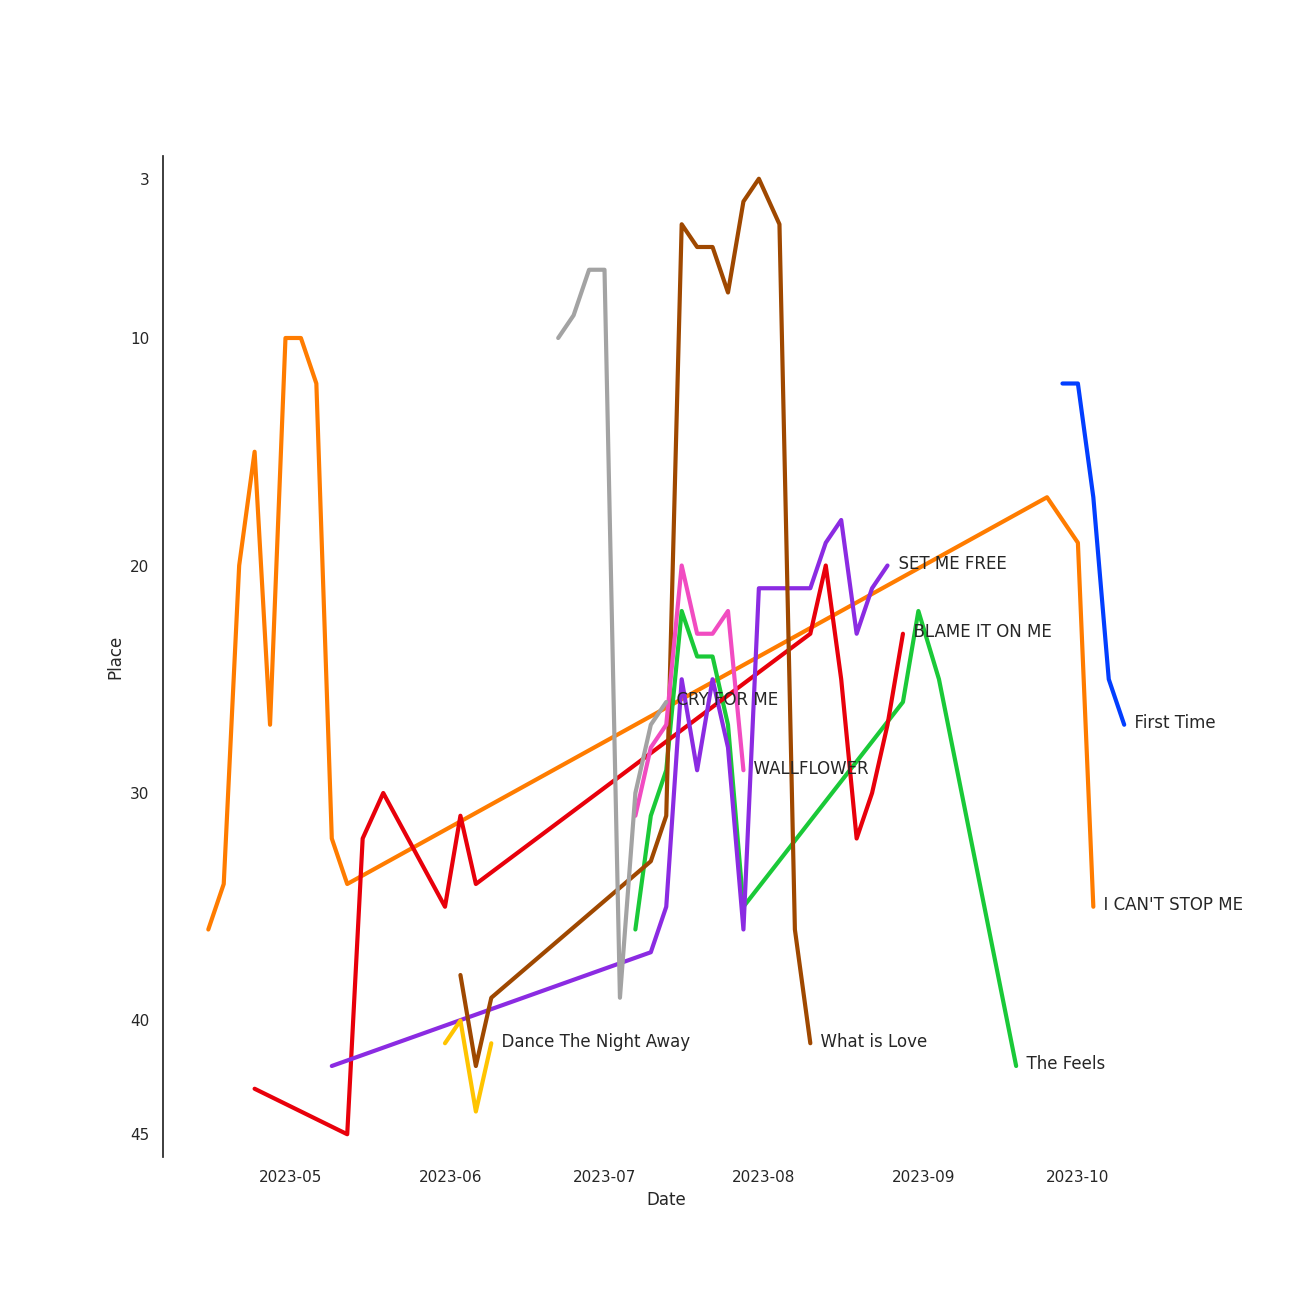 3
10
20
30
40
45
Place
SET ME FREE
BLAME IT ON ME
CRY FOR ME
First Time
WALLFLOWER
I CAN'T STOP ME
Dance The Night Away
What is Love
The Feels
2023-05
2023-06
2023-07
2023-08
2023-09
2023-10
Date